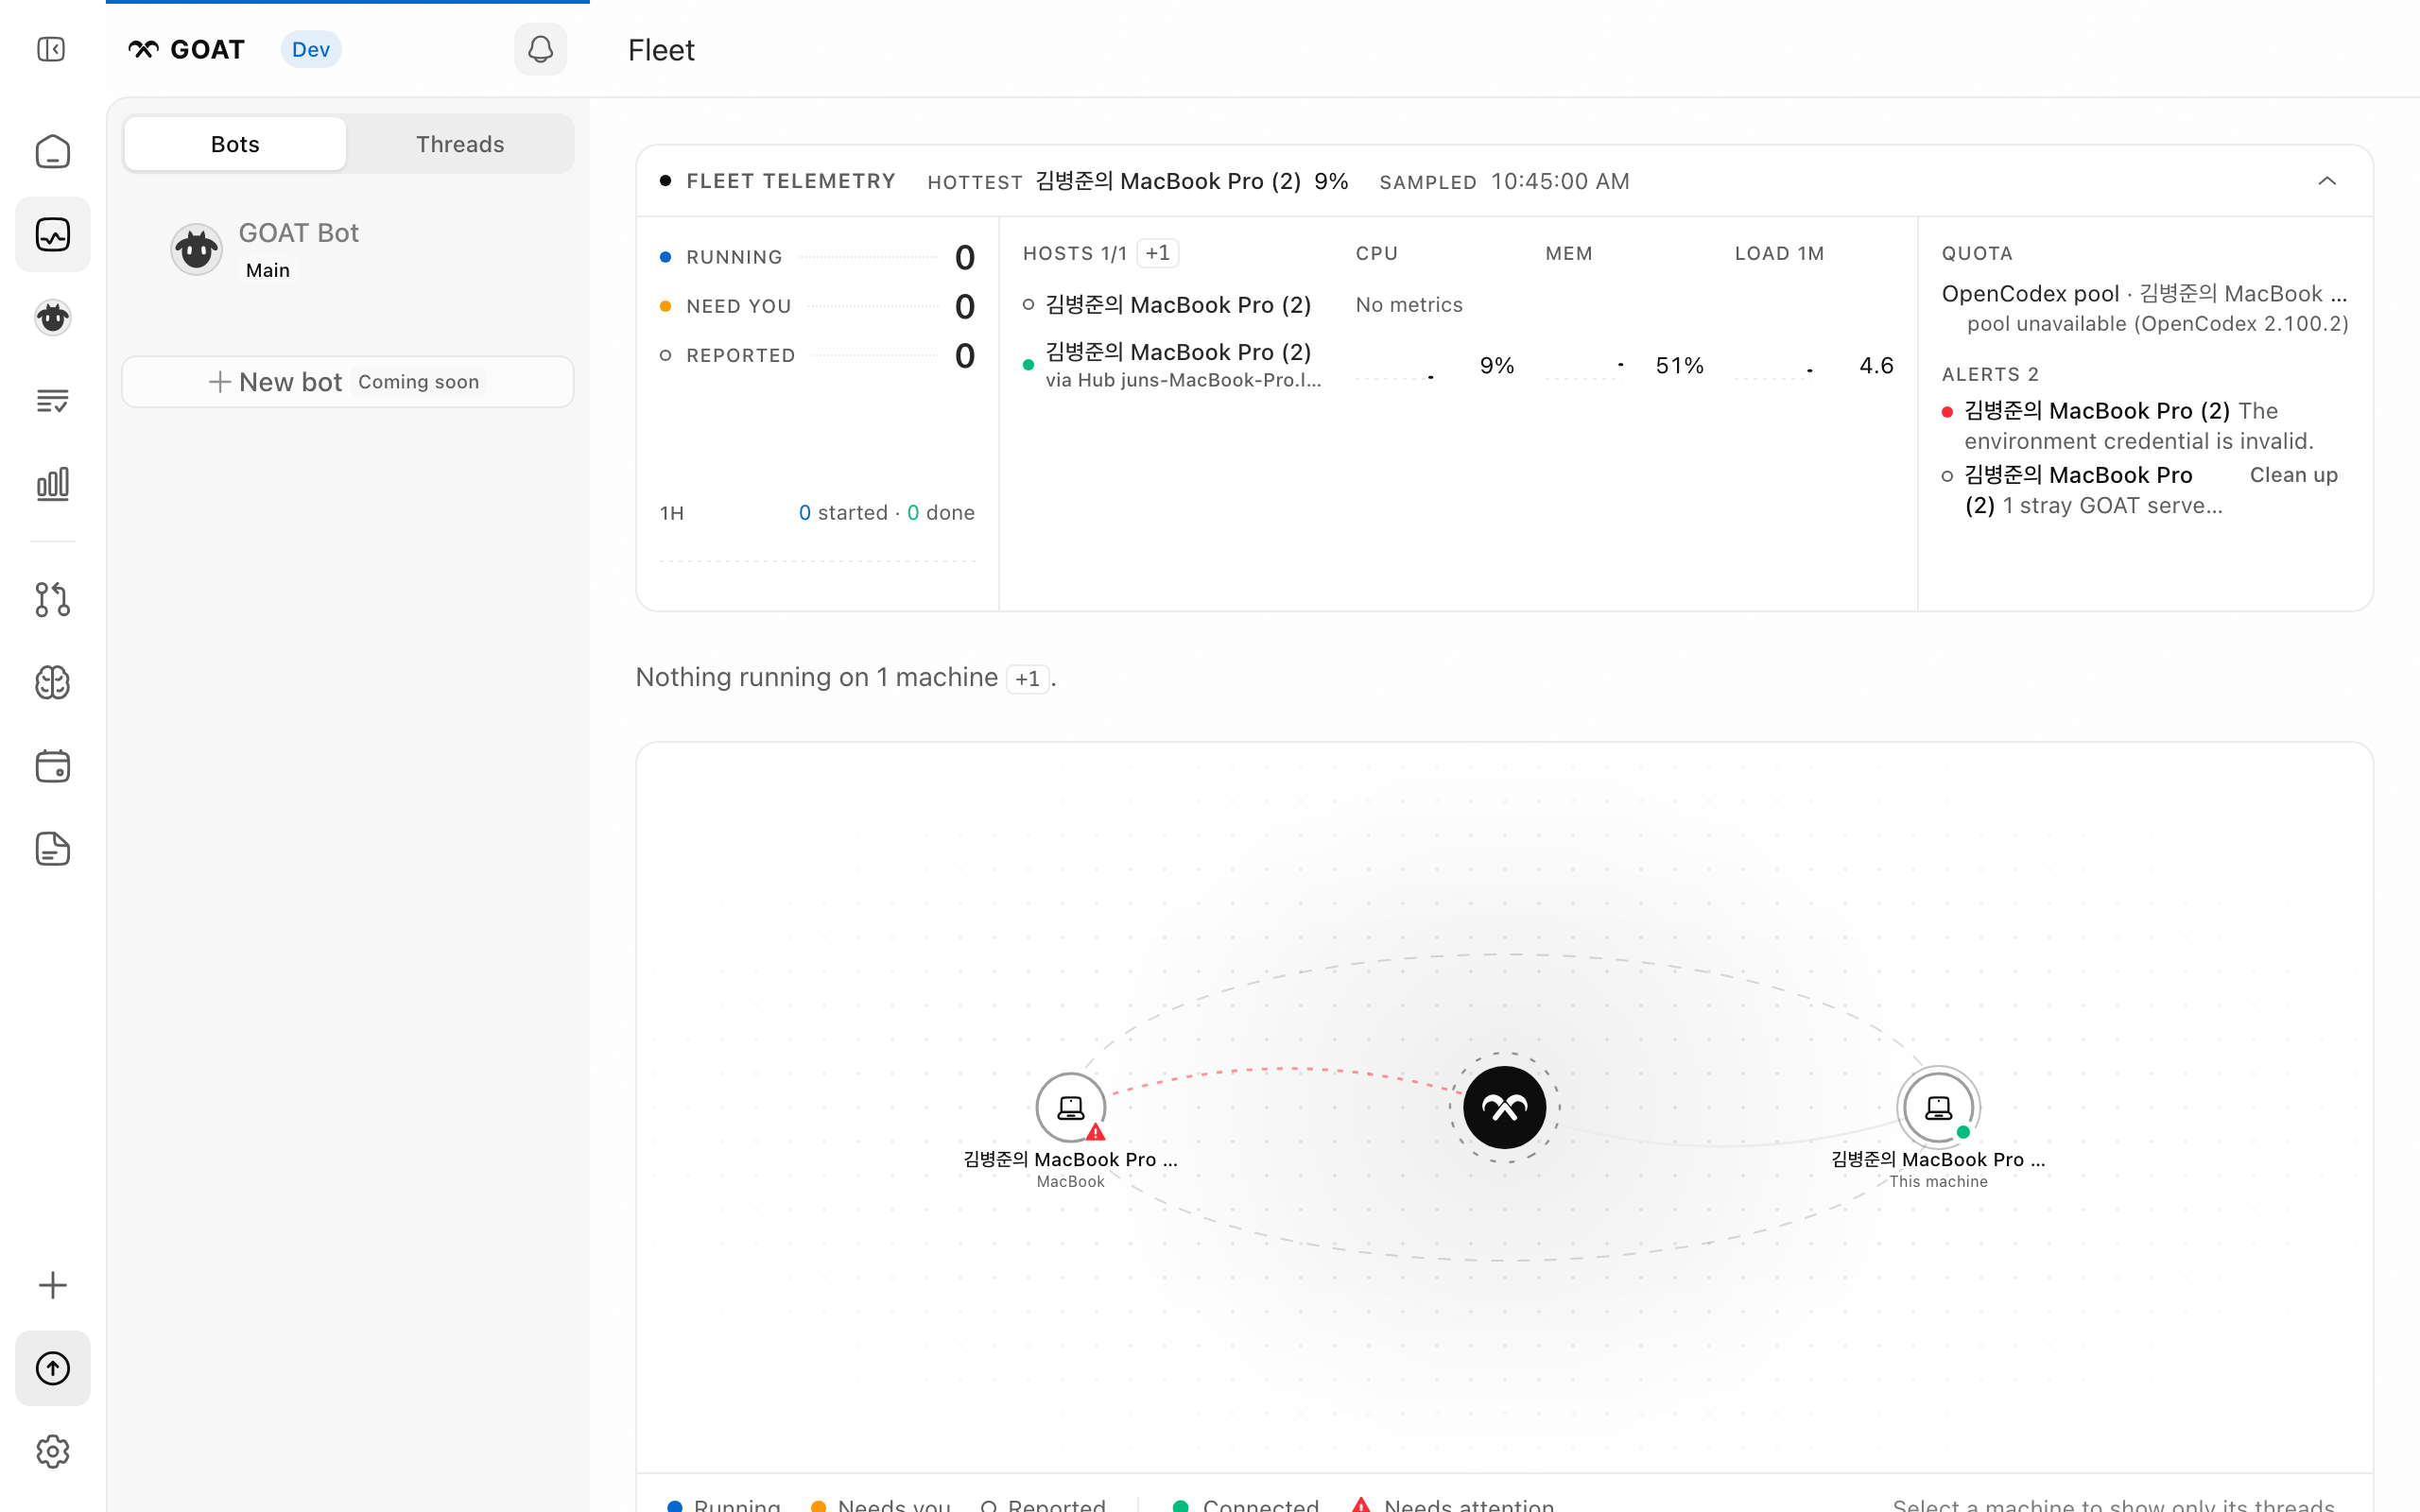 GOAT Dev
Fleet
Bots Threads
GOAT Bot
Main
New bot Coming soon
FLEET TELEMETRY HOTTEST 김병준의 MacBook Pro (2) 9% SAMPLED 10:45:00 AM
RUNNING 0
NEED YOU 0
REPORTED 0
1H 0 started · 0 done
HOSTS 1/1 +1 CPU MEM LOAD 1M
김병준의 MacBook Pro (2) No metrics
김병준의 MacBook Pro (2)
via Hub juns-MacBook-Pro.l... 9% 51% 4.6
QUOTA
OpenCodex pool · 김병준의 MacBook ...
pool unavailable (OpenCodex 2.100.2)
ALERTS 2
김병준의 MacBook Pro (2) The
environment credential is invalid.
김병준의 MacBook Pro Clean up
(2) 1 stray GOAT serve...
Nothing running on 1 machine +1.
김병준의 MacBook Pro ...
MacBook
김병준의 MacBook Pro ...
This machine
Running Needs you Reported Connected Needs attention Select a machine to show only its threads.